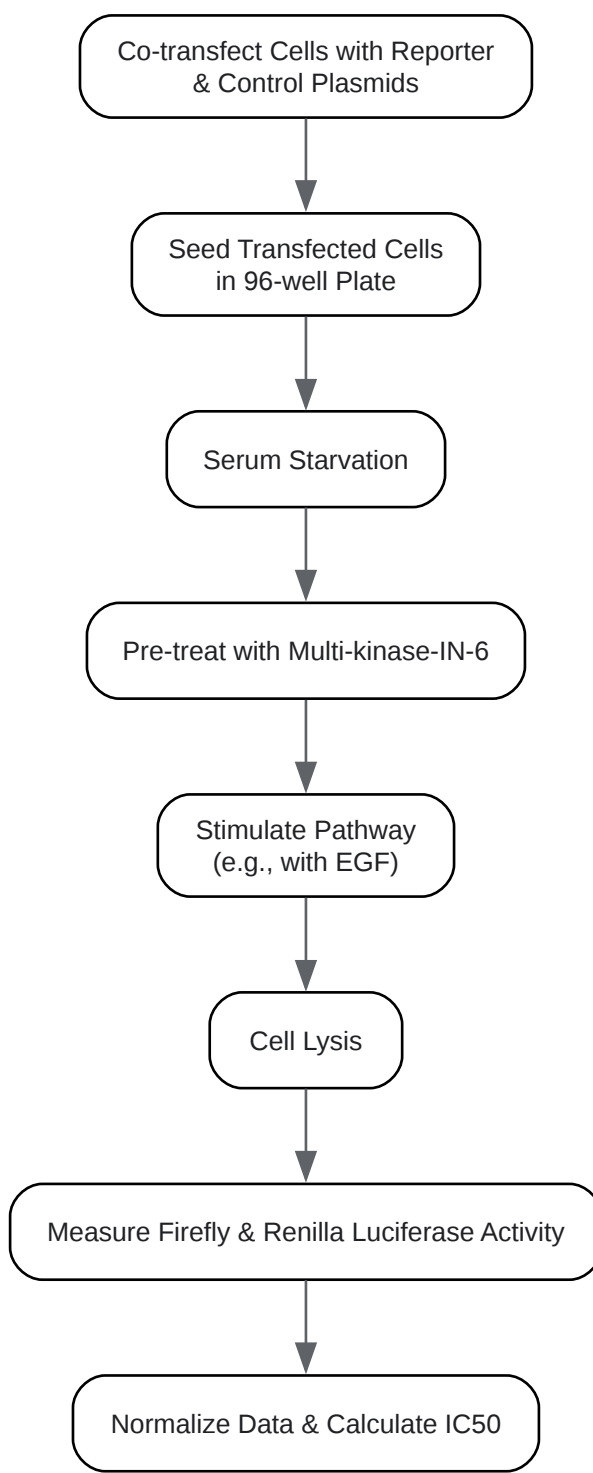 Co-transfect Cells with Reporter
& Control Plasmids
Seed Transfected Cells
in 96-well Plate
Serum Starvation
Pre-treat with Multi-kinase-IN-6
Stimulate Pathway
(e.g., with EGF)
Cell Lysis
Measure Firefly & Renilla Luciferase Activity
Normalize Data & Calculate IC50